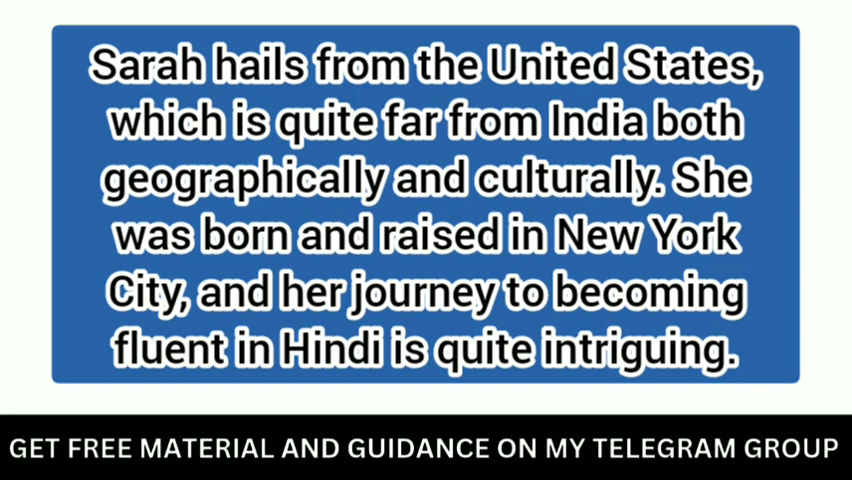 Sarah hails from the United States,
which is quite far from India both
geographically and culturally. She
was born and raised in New York
City, and her journey to becoming
fluent in Hindi is quite intriguing.
GET FREE MATERIAL AND GUIDANCE ON MY TELEGRAM GROUP